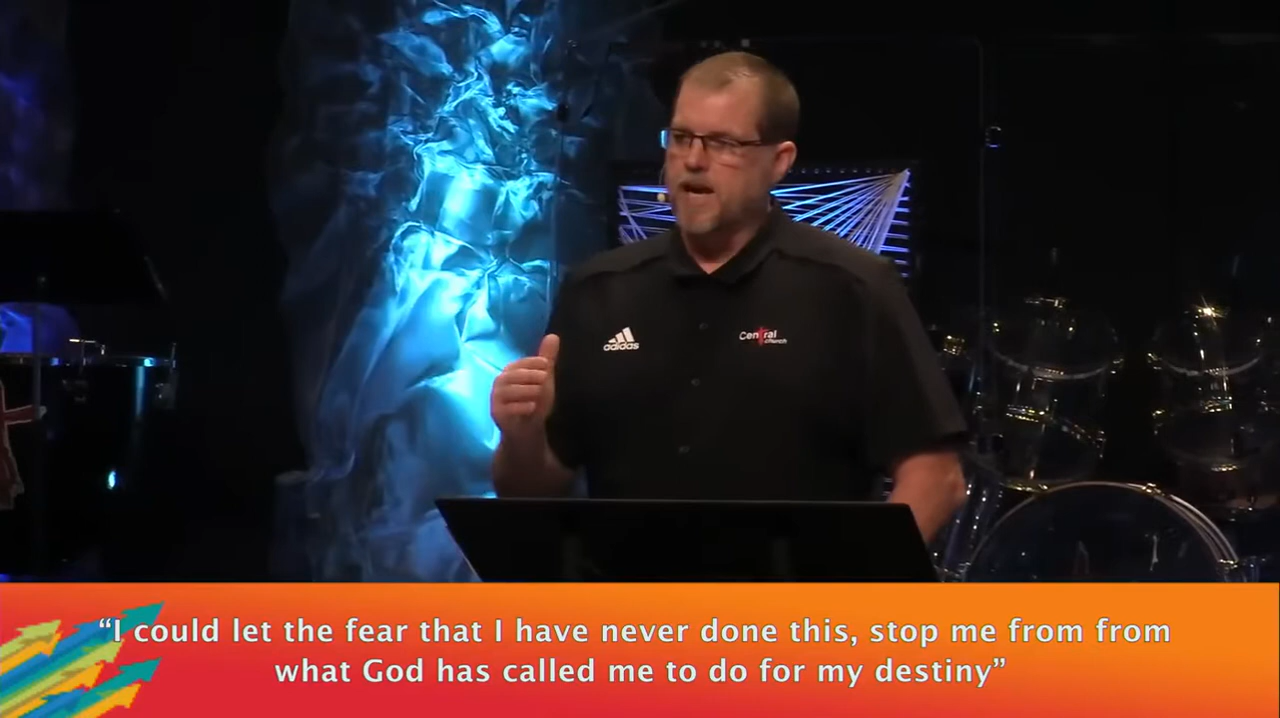 adidas
Central
church
“I could let the fear that I have never done this, stop me from from
what God has called me to do for my destiny”